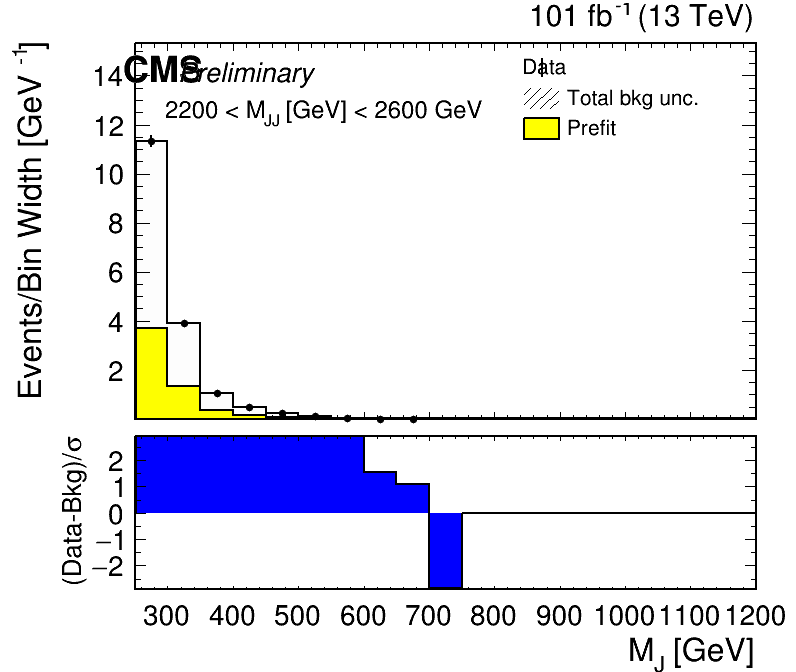 101 fb⁻¹ (13 TeV)
CMS Preliminary
Data
Total bkg unc.
Prefit
2200 < M_JJ [GeV] < 2600 GeV
Events/Bin Width [GeV⁻¹]
14
12
10
8
6
4
2
(Data-Bkg)/σ
2
1
0
−1
−2
300 400 500 600 700 800 900 1000 1100 1200
M_J [GeV]